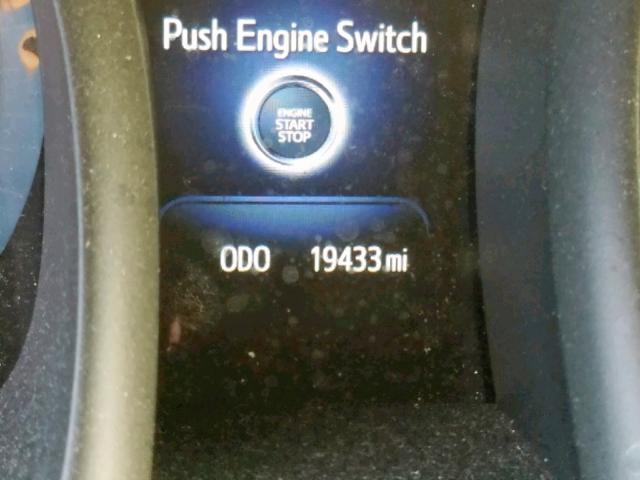 Push Engine Switch
ENGINE
START
STOP
ODO 19433 mi